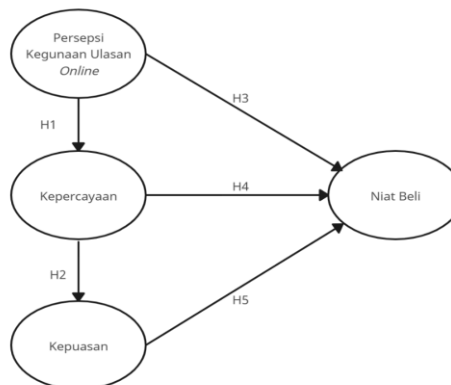 Persepsi
Kegunaan Ulasan
Online
H1
H3
Kepercayaan
H4
Niat Beli
H2
H5
Kepuasan